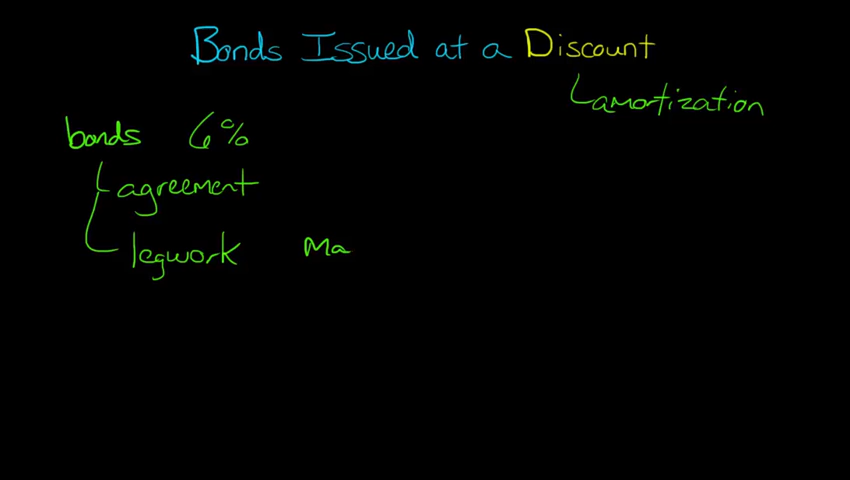 Bonds Issued at a Discount
amortization
bonds 6%
agreement
legwork Ma